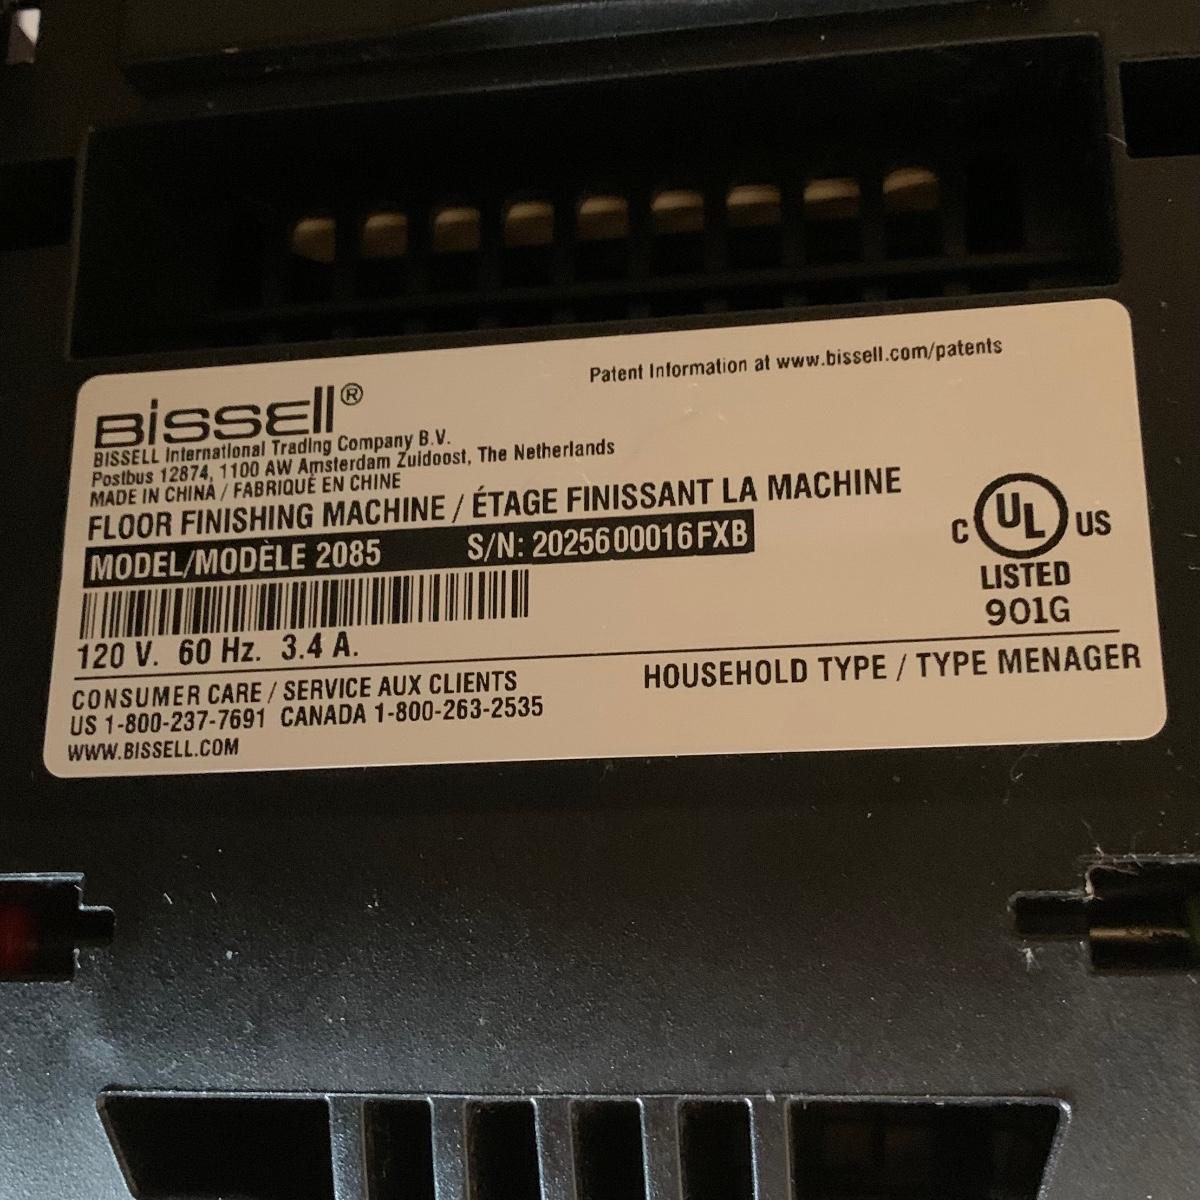 Patent Information at www.bissell.com/patents
BISSELL®
BISSELL International Trading Company B.V.
Postbus 12874, 1100 AW Amsterdam Zuidoost, The Netherlands
MADE IN CHINA / FABRIQUÉ EN CHINE
FLOOR FINISHING MACHINE / ÉTAGE FINISSANT LA MACHINE
MODEL/MODÈLE 2085 S/N: 2025600016FXB
C UL US
LISTED
901G
120 V. 60 Hz. 3.4 A.
HOUSEHOLD TYPE / TYPE MENAGER
CONSUMER CARE / SERVICE AUX CLIENTS
US 1-800-237-7691 CANADA 1-800-263-2535
WWW.BISSELL.COM